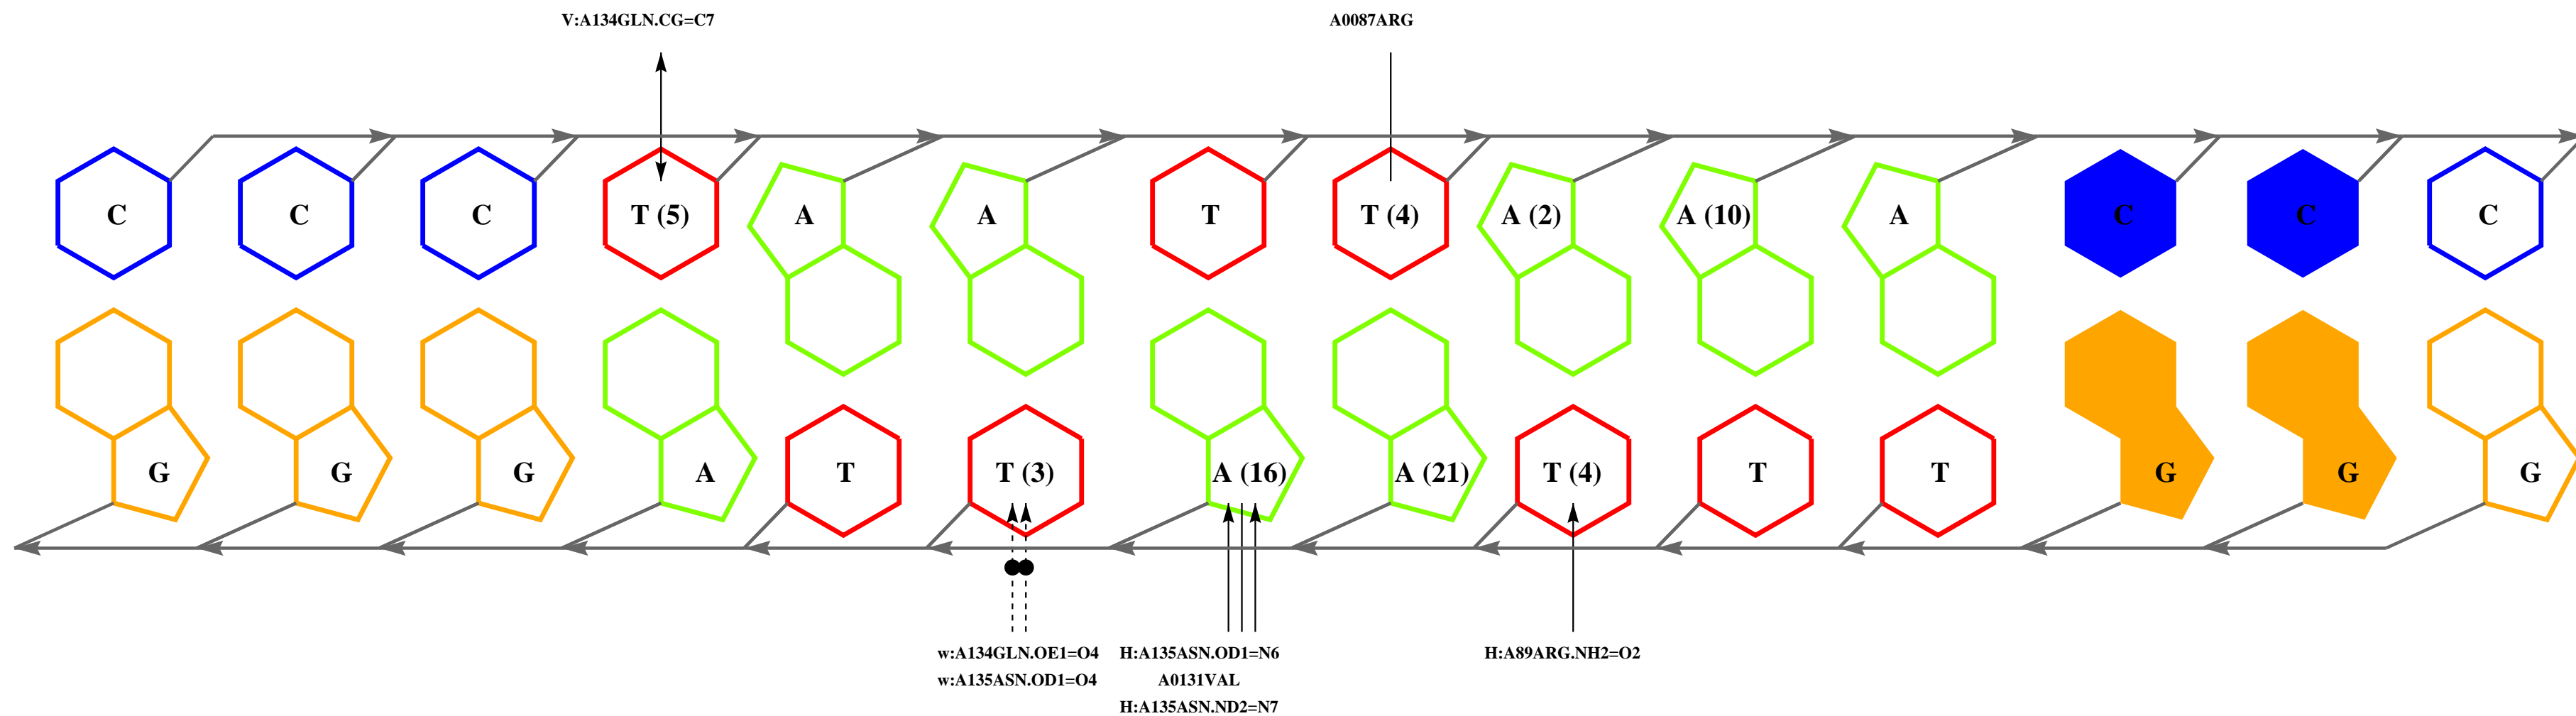 V:A134GLN.CG=C7 A0087ARG
C C C T (5) A A T T (4) A (2) A (10) A C C C
G G G A T T (3) A (16) A (21) T (4) T T G G G
w:A134GLN.OE1=O4 H:A135ASN.OD1=N6 H:A89ARG.NH2=O2
w:A135ASN.OD1=O4 A0131VAL
H:A135ASN.ND2=N7